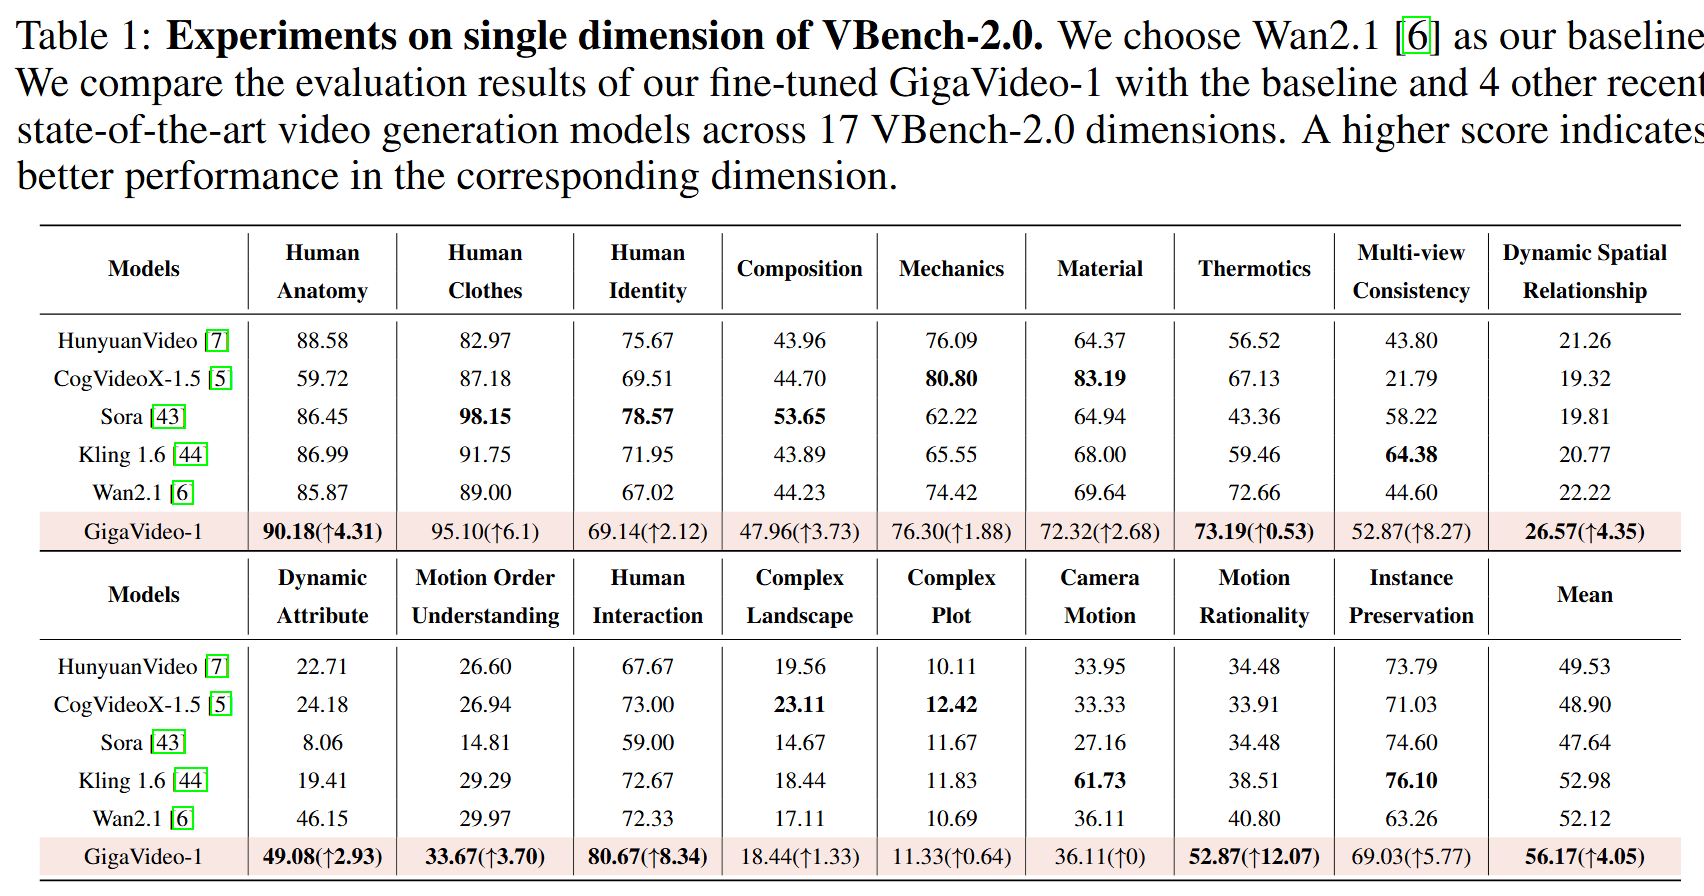 Table 1: Experiments on single dimension of VBench-2.0. We choose Wan2.1 [6] as our baseline
We compare the evaluation results of our fine-tuned GigaVideo-1 with the baseline and 4 other recent
state-of-the-art video generation models across 17 VBench-2.0 dimensions. A higher score indicates
better performance in the corresponding dimension.
Models Human Anatomy Human Clothes Human Identity Composition Mechanics Material Thermotics Multi-view Consistency Dynamic Spatial Relationship
HunyuanVideo [7] 88.58 82.97 75.67 43.96 76.09 64.37 56.52 43.80 21.26
CogVideoX-1.5 [5] 59.72 87.18 69.51 44.70 80.80 83.19 67.13 21.79 19.32
Sora [43] 86.45 98.15 78.57 53.65 62.22 64.94 43.36 58.22 19.81
Kling 1.6 [44] 86.99 91.75 71.95 43.89 65.55 68.00 59.46 64.38 20.77
Wan2.1 [6] 85.87 89.00 67.02 44.23 74.42 69.64 72.66 44.60 22.22
GigaVideo-1 90.18(↑4.31) 95.10(↑6.1) 69.14(↑2.12) 47.96(↑3.73) 76.30(↑1.88) 72.32(↑2.68) 73.19(↑0.53) 52.87(↑8.27) 26.57(↑4.35)
Models Dynamic Attribute Motion Order Understanding Human Interaction Complex Landscape Complex Plot Camera Motion Motion Rationality Instance Preservation Mean
HunyuanVideo [7] 22.71 26.60 67.67 19.56 10.11 33.95 34.48 73.79 49.53
CogVideoX-1.5 [5] 24.18 26.94 73.00 23.11 12.42 33.33 33.91 71.03 48.90
Sora [43] 8.06 14.81 59.00 14.67 11.67 27.16 34.48 74.60 47.64
Kling 1.6 [44] 19.41 29.29 72.67 18.44 11.83 61.73 38.51 76.10 52.98
Wan2.1 [6] 46.15 29.97 72.33 17.11 10.69 36.11 40.80 63.26 52.12
GigaVideo-1 49.08(↑2.93) 33.67(↑3.70) 80.67(↑8.34) 18.44(↑1.33) 11.33(↑0.64) 36.11(↑0) 52.87(↑12.07) 69.03(↑5.77) 56.17(↑4.05)